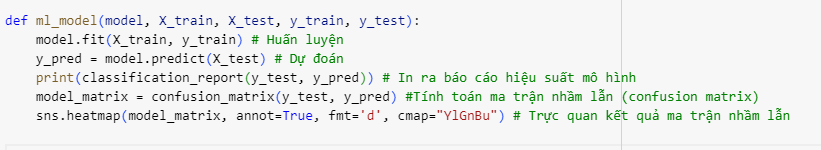 def ml_model(model, X_train, X_test, y_train, y_test):
    model.fit(X_train, y_train) # Huấn luyện
    y_pred = model.predict(X_test) # Dự đoán
    print(classification_report(y_test, y_pred)) # In ra báo cáo hiệu suất mô hình
    model_matrix = confusion_matrix(y_test, y_pred) #Tính toán ma trận nhầm lẫn (confusion matrix)
    sns.heatmap(model_matrix, annot=True, fmt='d', cmap="YlGnBu") # Trực quan kết quả ma trận nhầm lẫn